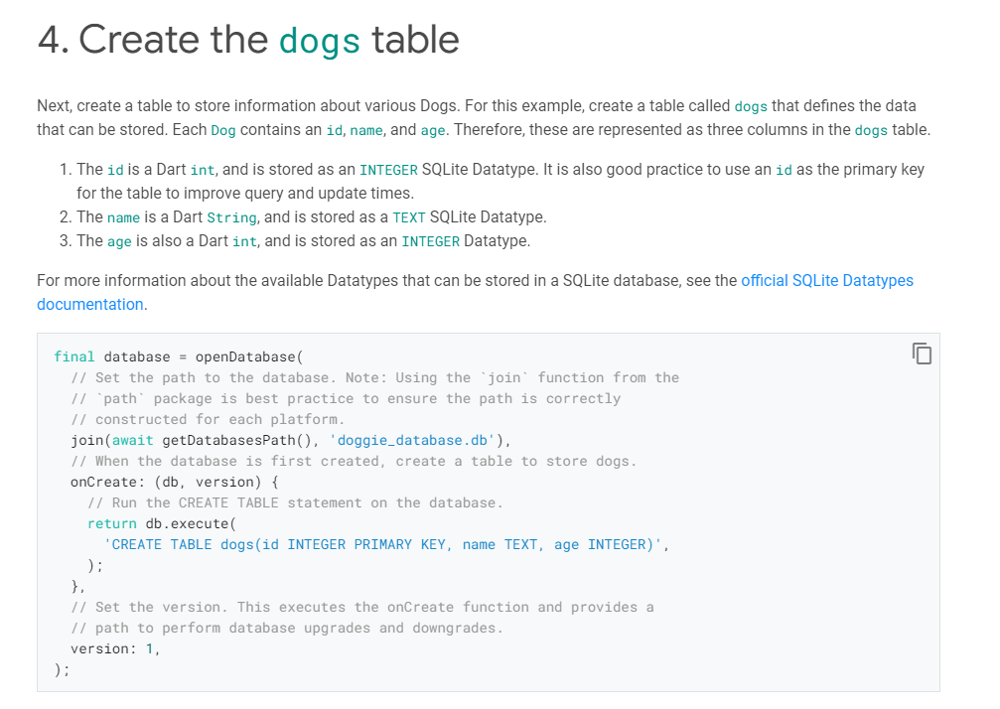 4. Create the dogs table
Next, create a table to store information about various Dogs. For this example, create a table called dogs that defines the data
that can be stored. Each Dog contains an id, name, and age. Therefore, these are represented as three columns in the dogs table.
1. The id is a Dart int, and is stored as an INTEGER SQLite Datatype. It is also good practice to use an id as the primary key
for the table to improve query and update times.
2. The name is a Dart String, and is stored as a TEXT SQLite Datatype.
3. The age is also a Dart int, and is stored as an INTEGER Datatype.
For more information about the available Datatypes that can be stored in a SQLite database, see the official SQLite Datatypes
documentation.
final database = openDatabase(
  // Set the path to the database. Note: Using the `join` function from the
  // `path` package is best practice to ensure the path is correctly
  // constructed for each platform.
  join(await getDatabasesPath(), 'doggie_database.db'),
  // When the database is first created, create a table to store dogs.
  onCreate: (db, version) {
    // Run the CREATE TABLE statement on the database.
    return db.execute(
      'CREATE TABLE dogs(id INTEGER PRIMARY KEY, name TEXT, age INTEGER)',
    );
  },
  // Set the version. This executes the onCreate function and provides a
  // path to perform database upgrades and downgrades.
  version: 1,
);